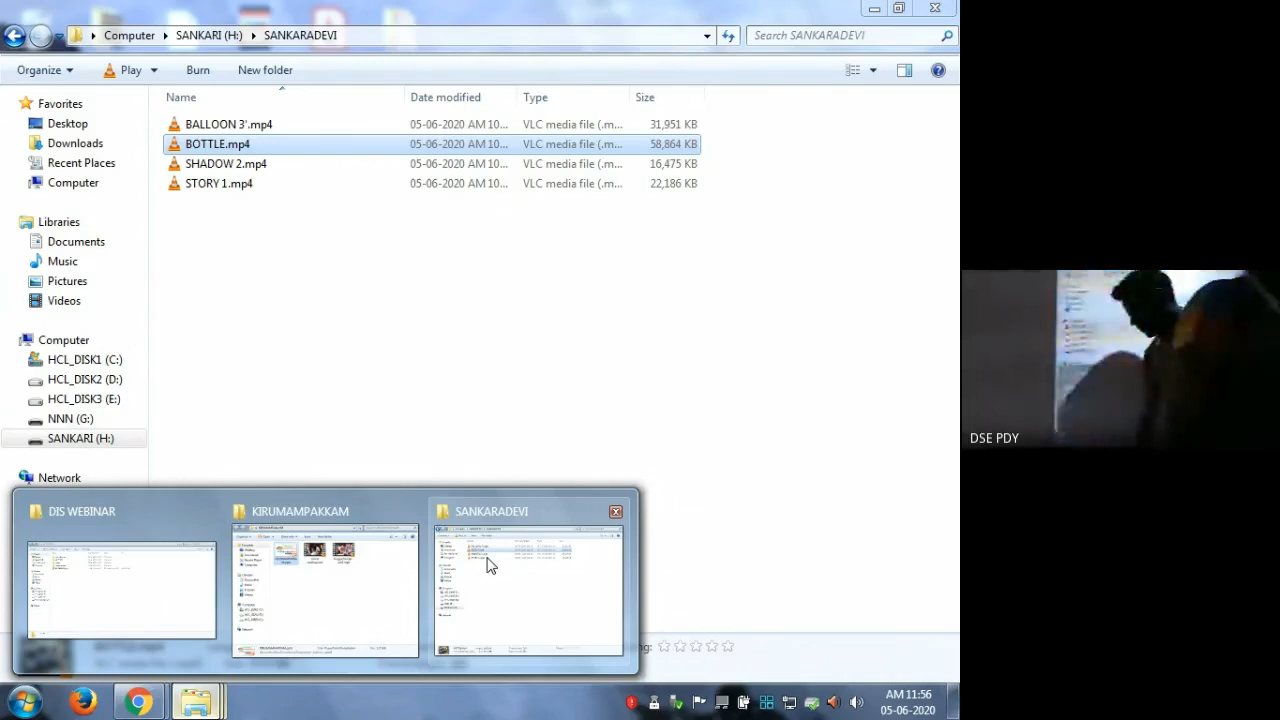 Computer SANKARI (H:) SANKARADEVI
Search SANKARADEVI
Organize Play Burn New folder
Name Date modified Type Size
BALLOON 3'.mp4 05-06-2020 AM 10... VLC media file (.m... 31,951 KB
BOTTLE.mp4 05-06-2020 AM 10... VLC media file (.m... 58,864 KB
SHADOW 2.mp4 05-06-2020 AM 10... VLC media file (.m... 16,475 KB
STORY 1.mp4 05-06-2020 AM 10... VLC media file (.m... 22,186 KB
Favorites
Desktop
Downloads
Recent Places
Computer
Libraries
Documents
Music
Pictures
Videos
Computer
HCL_DISK1 (C:)
HCL_DISK2 (D:)
HCL_DISK3 (E:)
NNN (G:)
SANKARI (H:)
Network
DIS WEBINAR
KIRUMAMPAKKAM
SANKARADEVI
AM 11:56
05-06-2020
DSE PDY